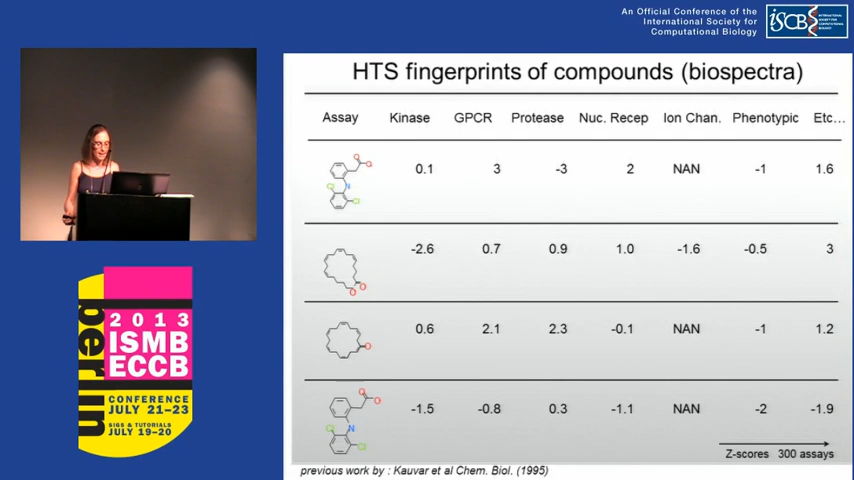 An Official Conference of the
International Society for
Computational Biology
ISCB
INTERNATIONAL
SOCIETY FOR
COMPUTATIONAL
BIOLOGY
HTS fingerprints of compounds (biospectra)
Assay Kinase GPCR Protease Nuc. Recep Ion Chan. Phenotypic Etc...
0.1 3 -3 2 NAN -1 1.6
-2.6 0.7 0.9 1.0 -1.6 -0.5 3
0.6 2.1 2.3 -0.1 NAN -1 1.2
-1.5 -0.8 0.3 -1.1 NAN -2 -1.9
Z-scores 300 assays
previous work by : Kauvar et al Chem. Biol. (1995)
berlin
2013
ISMB
ECCB
CONFERENCE
JULY 21-23
SIGS & TUTORIALS
JULY 19-20